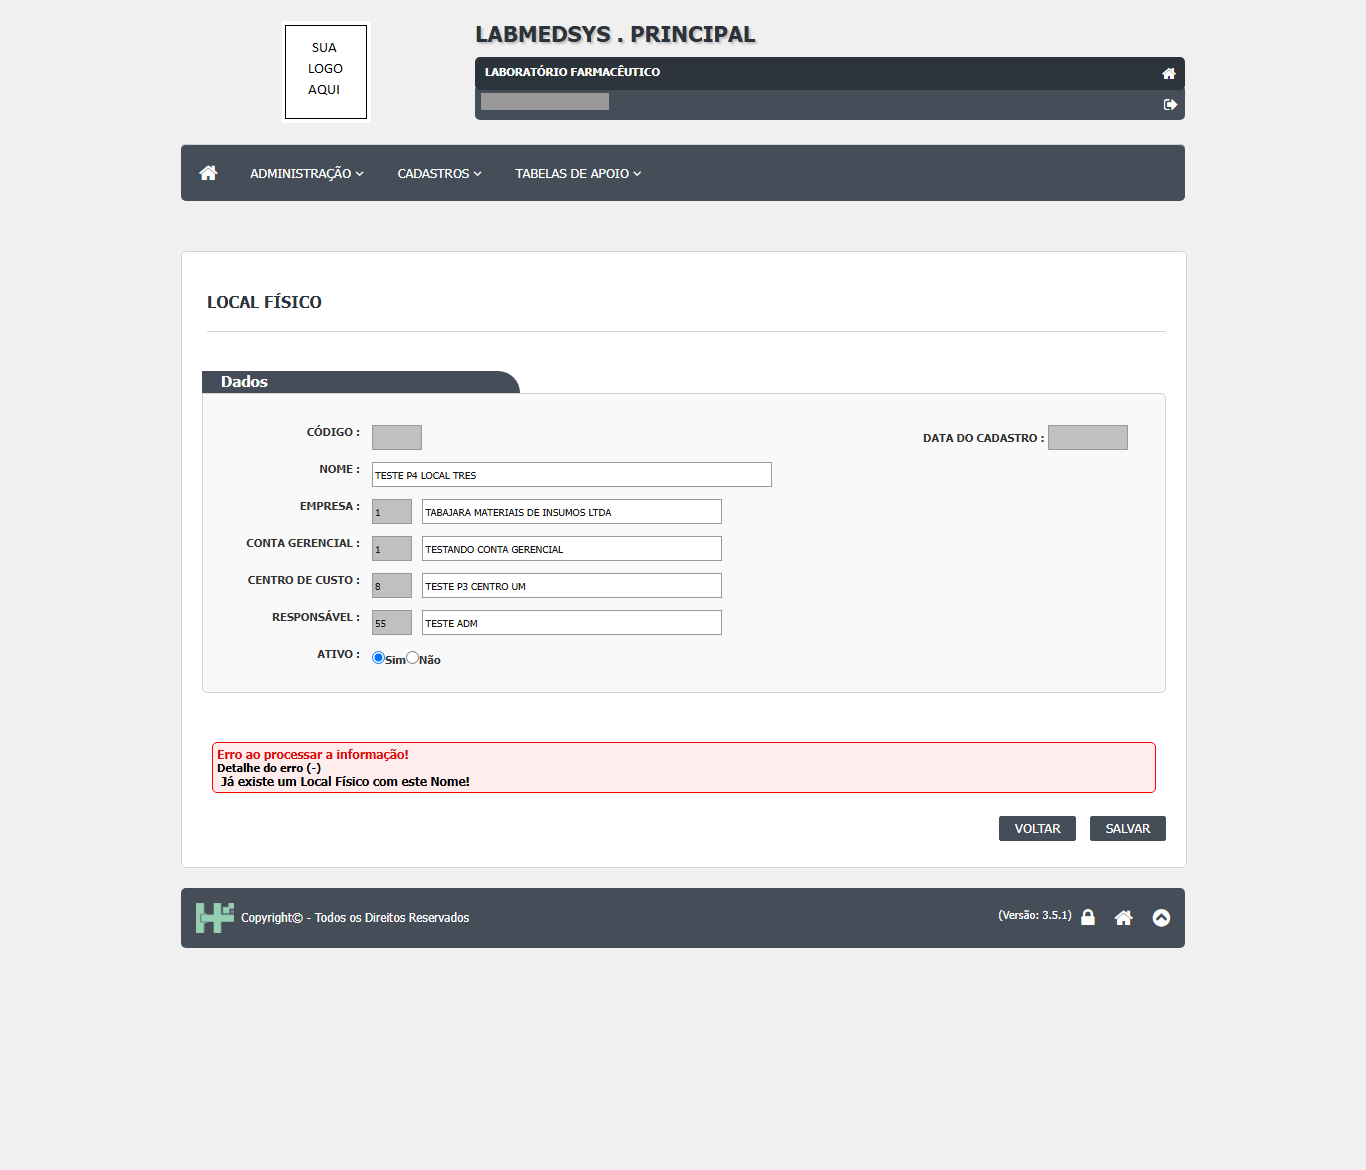 SUA
LOGO
AQUI
LABMEDSYS . PRINCIPAL
LABORATÓRIO FARMACÊUTICO
ADMINISTRAÇÃO CADASTROS TABELAS DE APOIO
LOCAL FÍSICO
Dados
CÓDIGO : DATA DO CADASTRO :
NOME : TESTE P4 LOCAL TRES
EMPRESA : 1 TABAJARA MATERIAIS DE INSUMOS LTDA
CONTA GERENCIAL : 1 TESTANDO CONTA GERENCIAL
CENTRO DE CUSTO : 8 TESTE P3 CENTRO UM
RESPONSÁVEL : 55 TESTE ADM
ATIVO : Sim Não
Erro ao processar a informação!
Detalhe do erro (-)
Já existe um Local Físico com este Nome!
VOLTAR SALVAR
Copyright© - Todos os Direitos Reservados (Versão: 3.5.1)